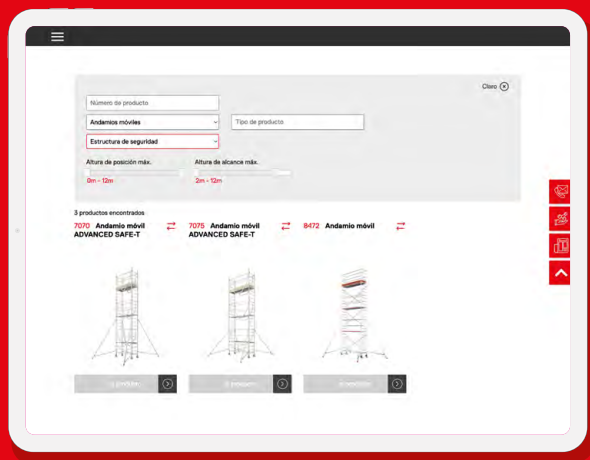 Claro
Número de producto
Andamios móviles
Tipo de producto
Estructura de seguridad
Altura de posición máx.
Altura de alcance máx.
0m - 12m
2m - 12m
3 productos encontrados
7070 Andamio móvil
ADVANCED SAFE-T
7075 Andamio móvil
ADVANCED SAFE-T
8472 Andamio móvil